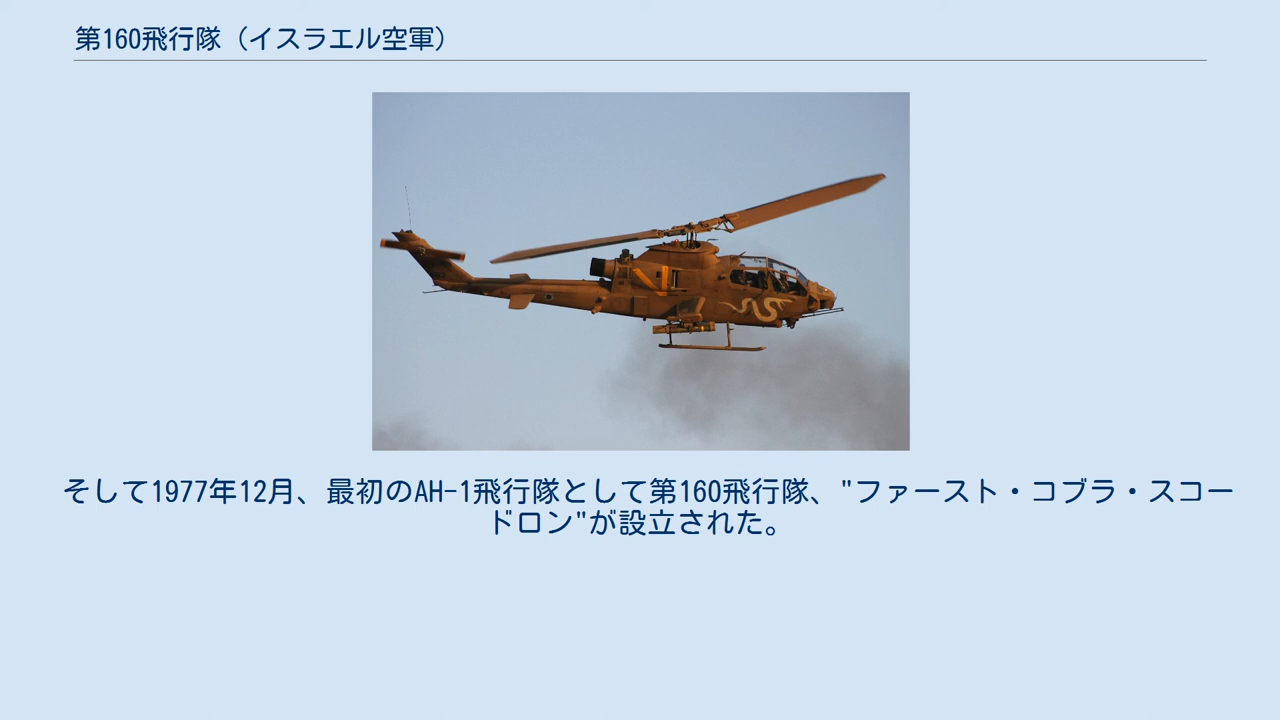 第160飛行隊（イスラエル空軍）
そして1977年12月、最初のAH-1飛行隊として第160飛行隊、"ファースト・コブラ・スコー
ドロン"が設立された。